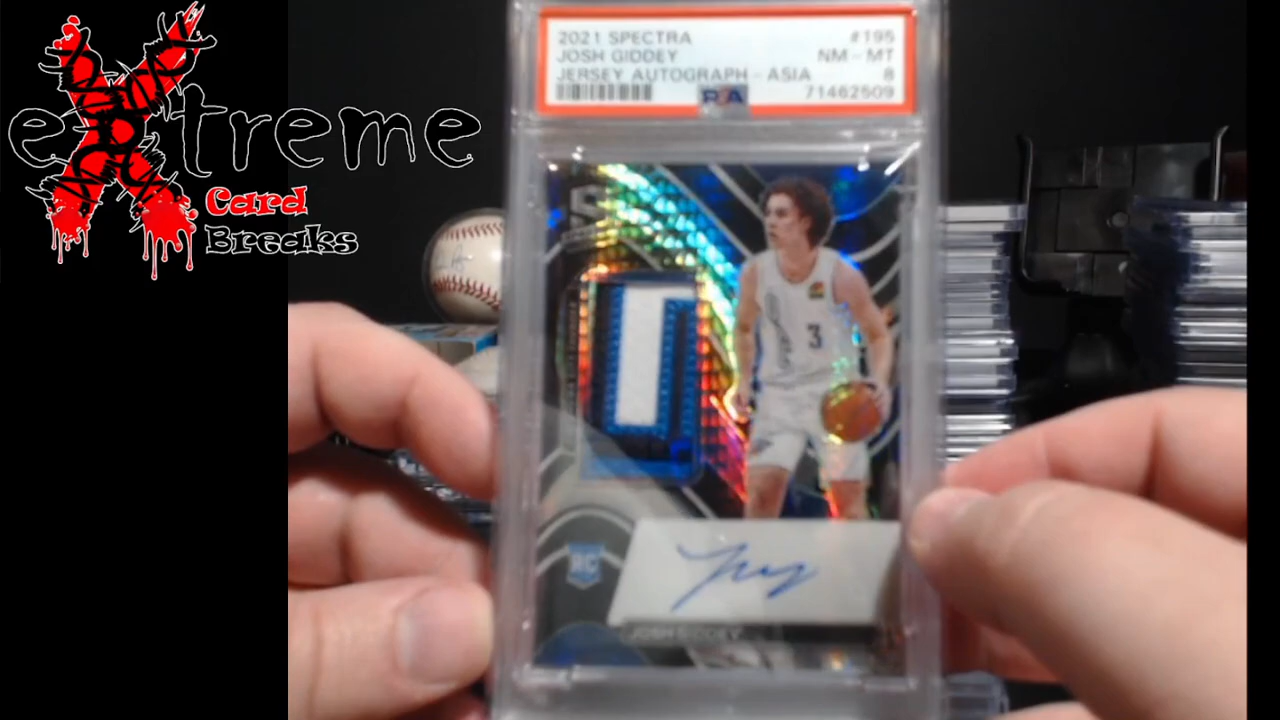 extreme
Card
Breaks
2021 SPECTRA #195
JOSH GIDDEY NM - MT
JERSEY AUTOGRAPH - ASIA 8
PSA 71462509
3
RC
JOSH GIDDEY